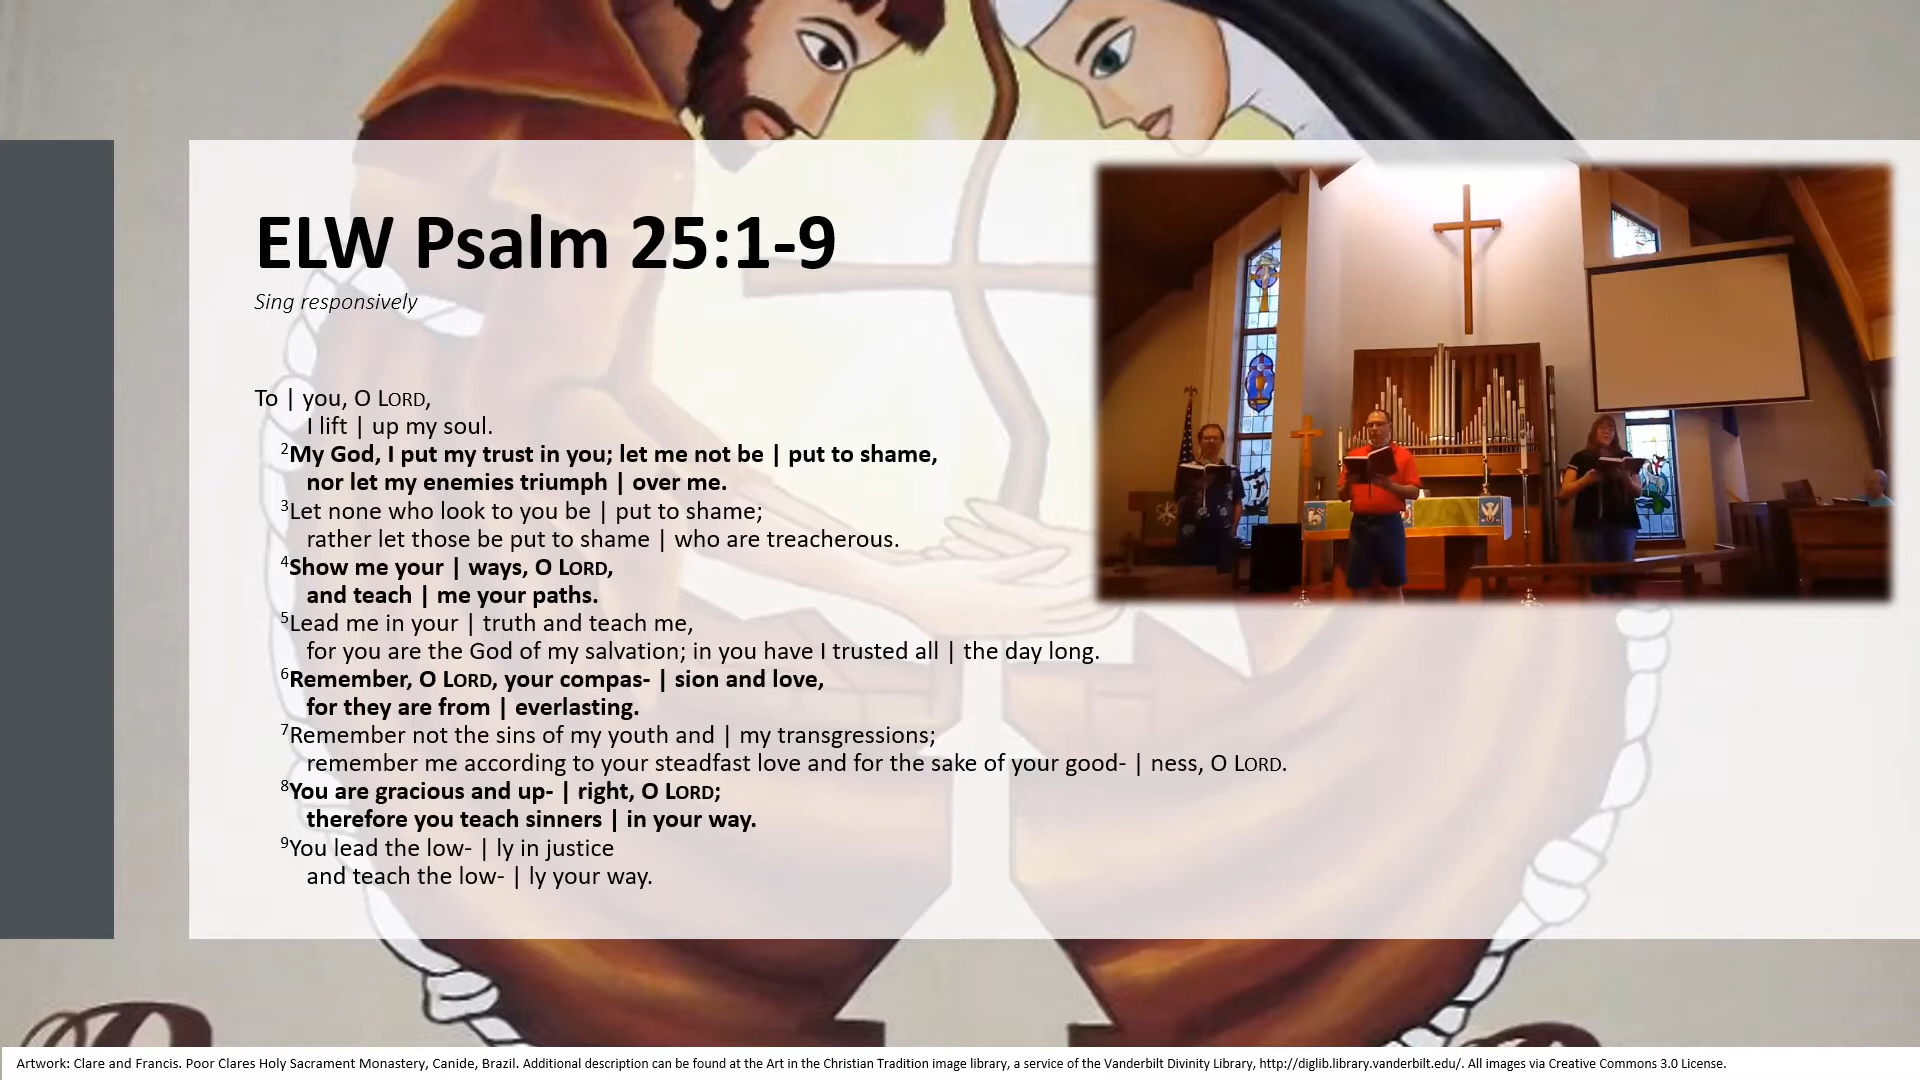 ELW Psalm 25:1-9
Sing responsively
To | you, O LORD,
I lift | up my soul.
²My God, I put my trust in you; let me not be | put to shame,
nor let my enemies triumph | over me.
³Let none who look to you be | put to shame;
rather let those be put to shame | who are treacherous.
⁴Show me your | ways, O LORD,
and teach | me your paths.
⁵Lead me in your | truth and teach me,
for you are the God of my salvation; in you have I trusted all | the day long.
⁶Remember, O LORD, your compas- | sion and love,
for they are from | everlasting.
⁷Remember not the sins of my youth and | my transgressions;
remember me according to your steadfast love and for the sake of your good- | ness, O LORD.
⁸You are gracious and up- | right, O LORD;
therefore you teach sinners | in your way.
⁹You lead the low- | ly in justice
and teach the low- | ly your way.
Artwork: Clare and Francis. Poor Clares Holy Sacrament Monastery, Canide, Brazil. Additional description can be found at the Art in the Christian Tradition image library, a service of the Vanderbilt Divinity Library, http://diglib.library.vanderbilt.edu/. All images via Creative Commons 3.0 License.